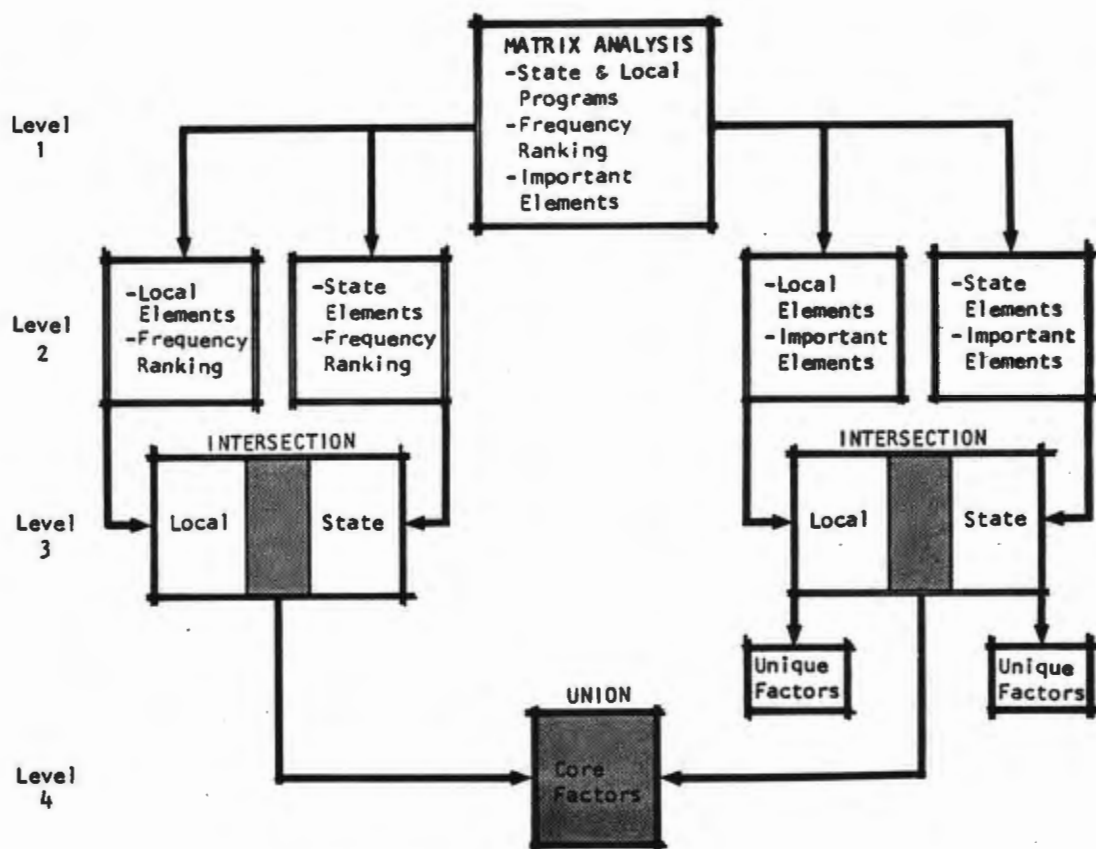 MATRIX ANALYSIS
-State & Local
Programs
-Frequency
Ranking
-Important
Elements
Level
1
-Local
Elements
-Frequency
Ranking
-State
Elements
-Frequency
Ranking
-Local
Elements
-Important
Elements
-State
Elements
-Important
Elements
Level
2
INTERSECTION
Local
State
INTERSECTION
Local
State
Level
3
Unique
Factors
Unique
Factors
UNION
Core
Factors
Level
4